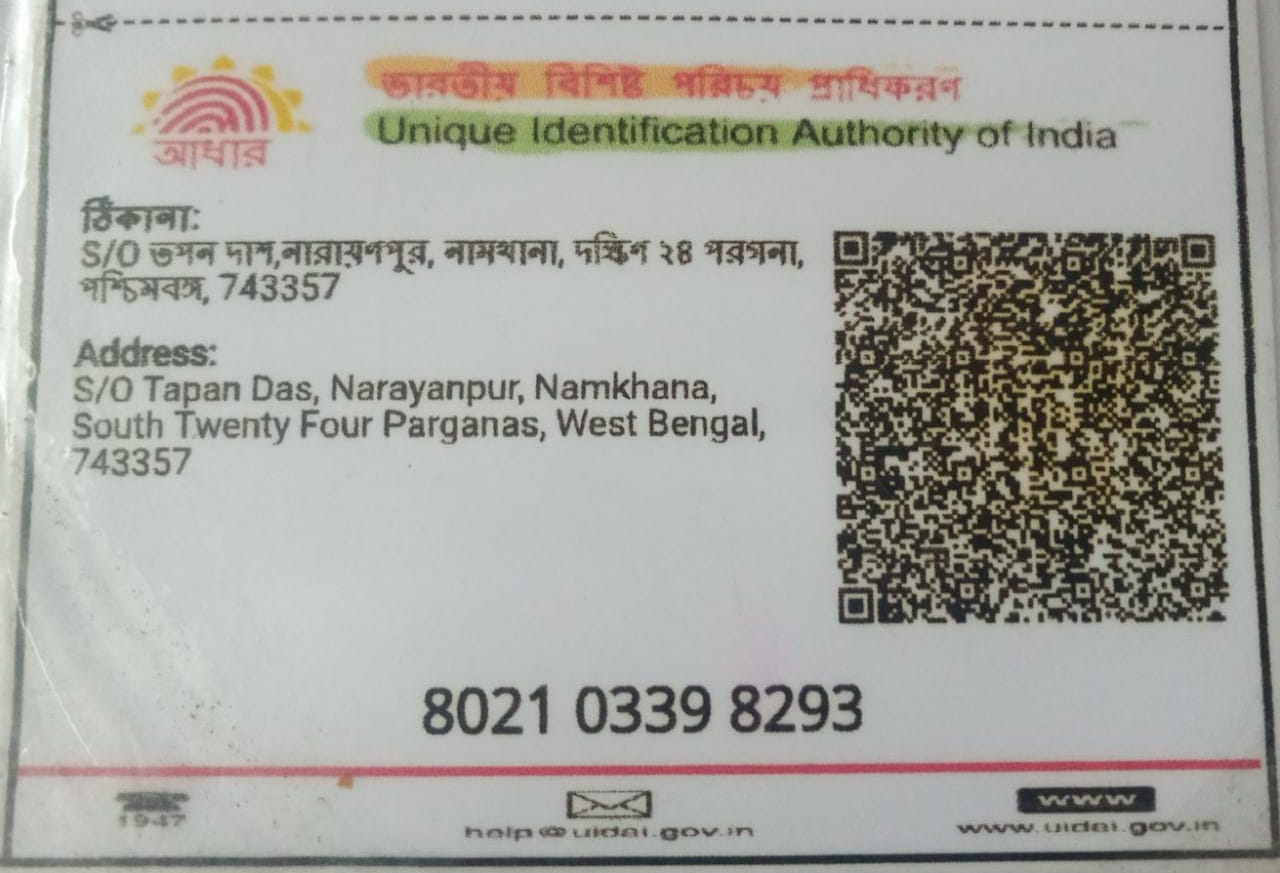 ভারতীয় বিশিষ্ট পরিচয় প্রাধিকরণ
Unique Identification Authority of India
আধার
ঠিকানা:
S/O তপন দাশ,নারায়ণপুর, নামখানা, দক্ষিণ ২৪ পরগনা,
পশ্চিমবঙ্গ, 743357
Address:
S/O Tapan Das, Narayanpur, Namkhana,
South Twenty Four Parganas, West Bengal,
743357
8021 0339 8293
1947
help@uidai.gov.in
www
www.uidai.gov.in